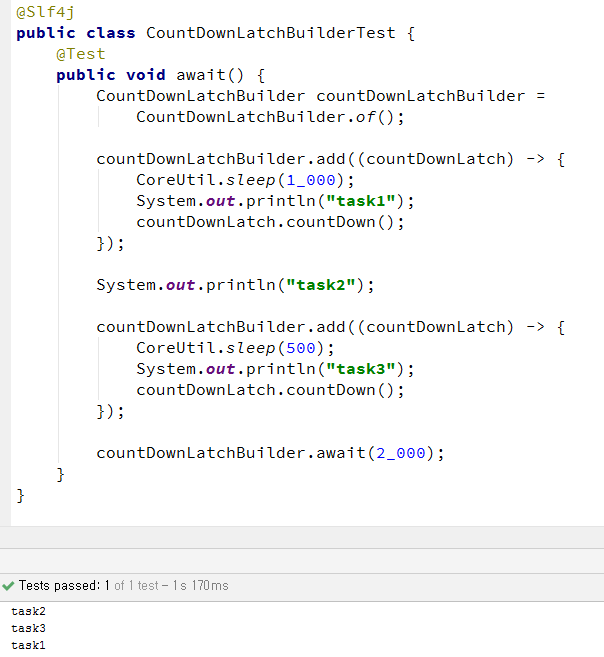 @Slf4j
public class CountDownLatchBuilderTest {
    @Test
    public void await() {
        CountDownLatchBuilder countDownLatchBuilder =
            CountDownLatchBuilder.of();

        countDownLatchBuilder.add((countDownLatch) -> {
            CoreUtil.sleep(1_000);
            System.out.println("task1");
            countDownLatch.countDown();
        });

        System.out.println("task2");

        countDownLatchBuilder.add((countDownLatch) -> {
            CoreUtil.sleep(500);
            System.out.println("task3");
            countDownLatch.countDown();
        });

        countDownLatchBuilder.await(2_000);
    }
}
Tests passed: 1 of 1 test – 1 s 170 ms
task2
task3
task1